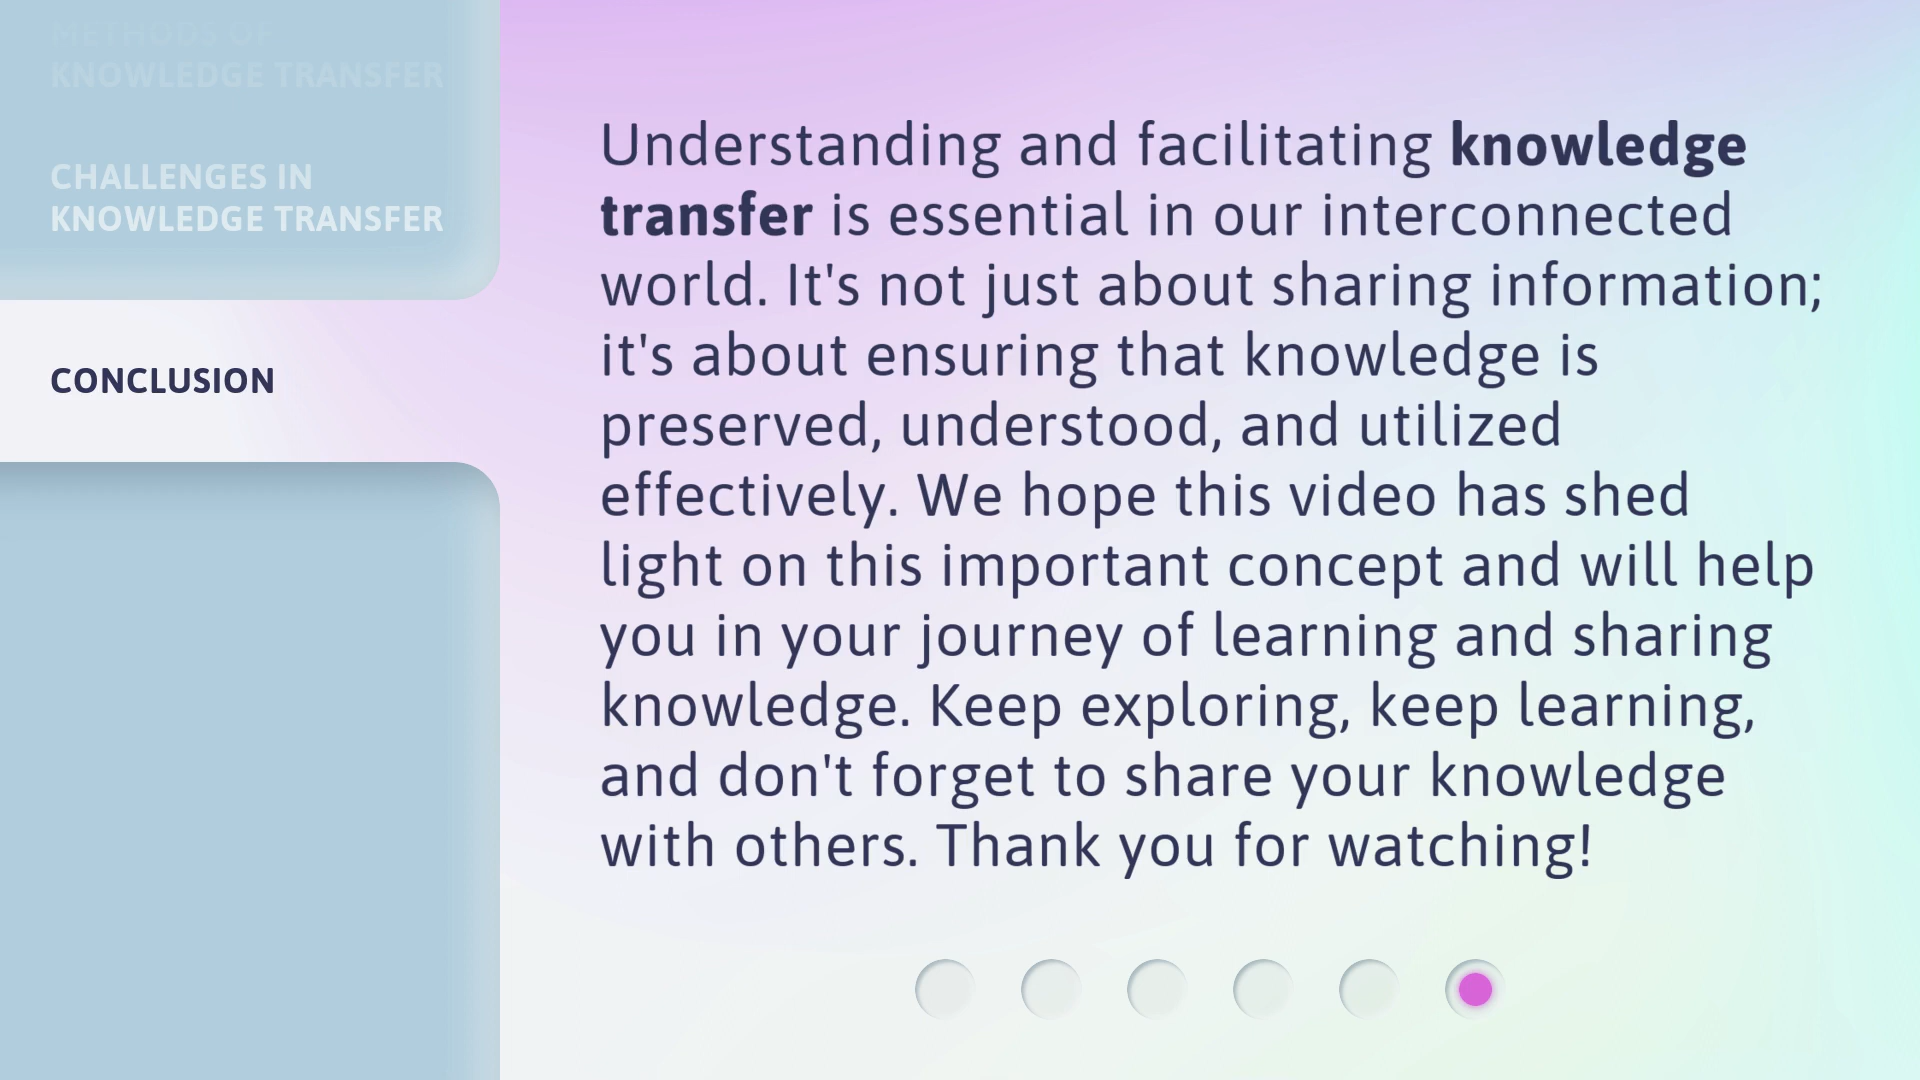 METHODS OF
KNOWLEDGE TRANSFER
CHALLENGES IN
KNOWLEDGE TRANSFER
CONCLUSION
Understanding and facilitating knowledge
transfer is essential in our interconnected
world. It's not just about sharing information;
it's about ensuring that knowledge is
preserved, understood, and utilized
effectively. We hope this video has shed
light on this important concept and will help
you in your journey of learning and sharing
knowledge. Keep exploring, keep learning,
and don't forget to share your knowledge
with others. Thank you for watching!